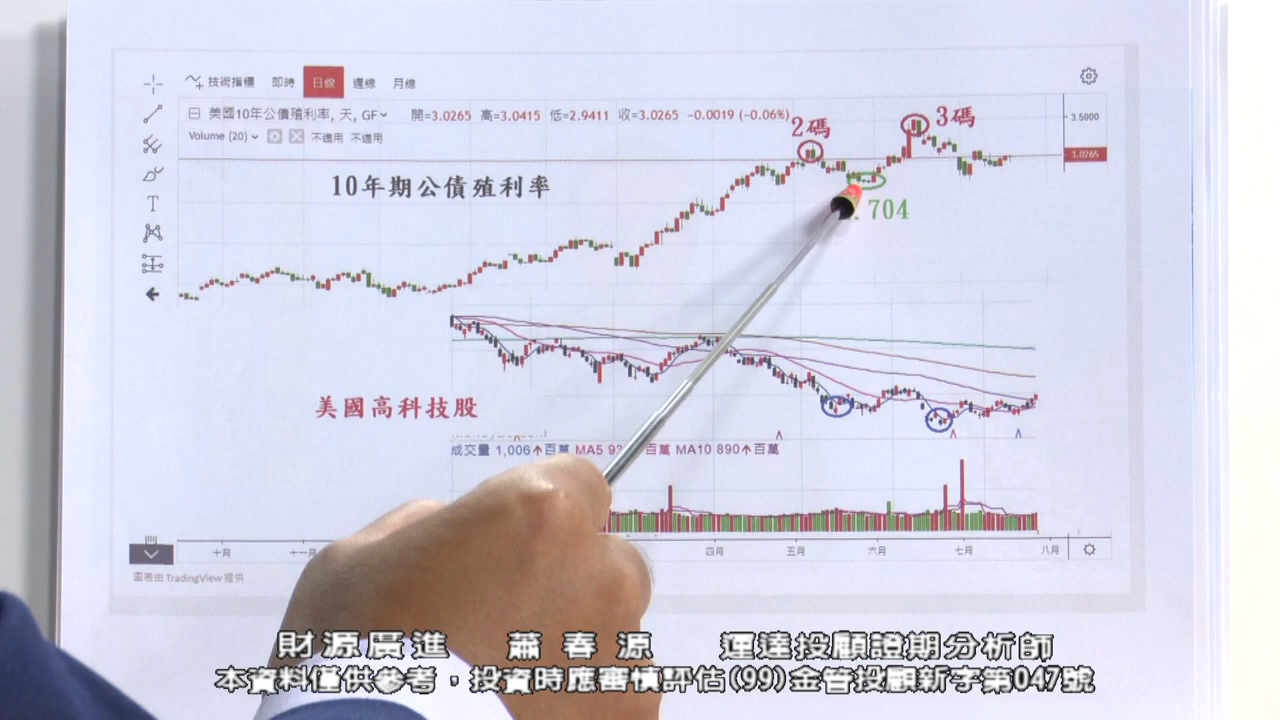 技術指標 即時 日線 週線 月線
美國10年公債殖利率, 天, GF 開=3.0265 高=3.0415 低=2.9411 收=3.0265 -0.0019 (-0.06%)
Volume (20) 不適用 不適用
2碼
3碼
3.5000
3.0265
10年期公債殖利率
.704
美國高科技股
成交量 1,006↑百萬 MA5 93 百萬 MA10 890↑百萬
十月 十一月 四月 五月 六月 七月 八月
圖表由 TradingView 提供
財源廣進 蕭春源 運達投顧證期分析師
本資料僅供參考，投資時應審慎評估(99)金管投顧新字第047號